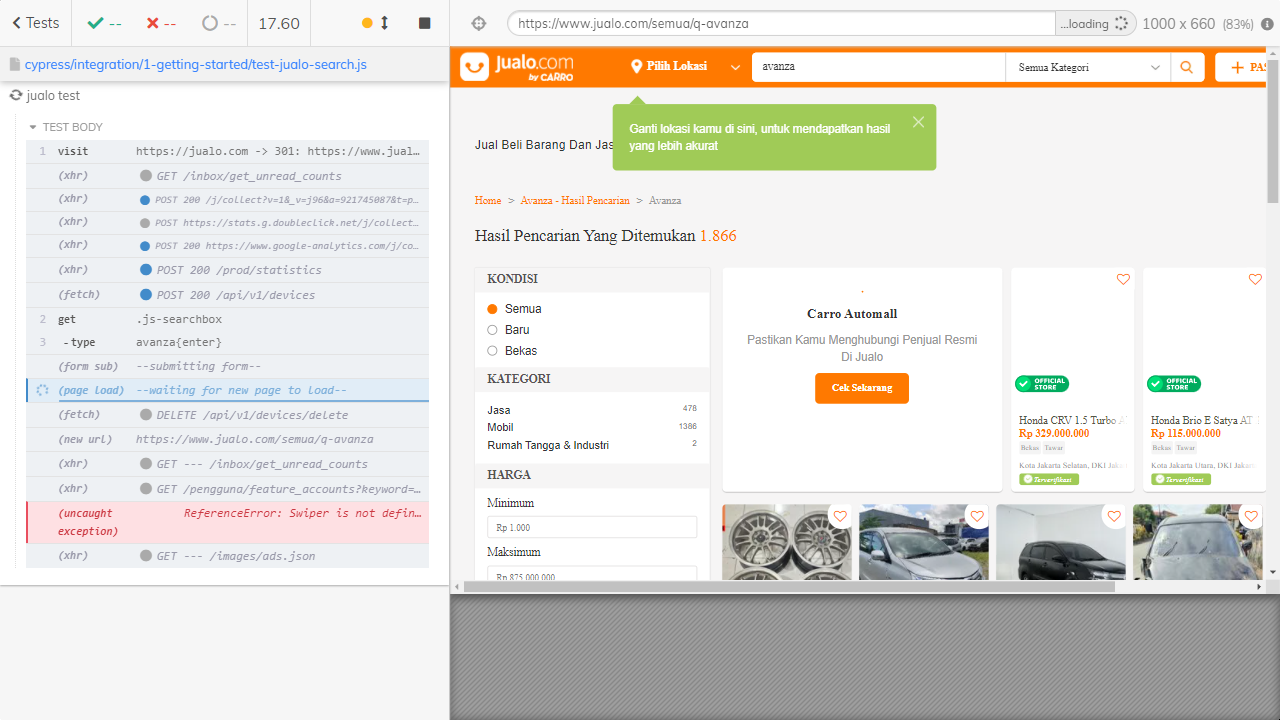 Tests
--
--
--
17.60
https://www.jualo.com/semua/q-avanza
...loading
1000 x 660 (83%)
cypress/integration/1-getting-started/test-jualo-search.js
jualo test
TEST BODY
1 visit https://jualo.com -> 301: https://www.jual…
(xhr) GET /inbox/get_unread_counts
(xhr) POST 200 /j/collect?v=1&_v=j96&a=921745087&t=p…
(xhr) POST https://stats.g.doubleclick.net/j/collect…
(xhr) POST 200 https://www.google-analytics.com/j/co…
(xhr) POST 200 /prod/statistics
(fetch) POST 200 /api/v1/devices
2 get .js-searchbox
3 -type avanza{enter}
(form sub) --submitting form--
(page load) --waiting for new page to load--
(fetch) DELETE /api/v1/devices/delete
(new url) https://www.jualo.com/semua/q-avanza
(xhr) GET --- /inbox/get_unread_counts
(xhr) GET /pengguna/feature_accounts?keyword=…
(uncaught exception) ReferenceError: Swiper is not defin…
(xhr) GET --- /images/ads.json
jualo.com
by CARRO
Pilih Lokasi
avanza
Semua Kategori
+ PAS
Ganti lokasi kamu di sini, untuk mendapatkan hasil
yang lebih akurat
Jual Beli Barang Dan Jas
Home > Avanza - Hasil Pencarian > Avanza
Hasil Pencarian Yang Ditemukan 1.866
KONDISI
Semua
Baru
Bekas
KATEGORI
Jasa 478
Mobil 1386
Rumah Tangga & Industri 2
HARGA
Minimum
Rp 1.000
Maksimum
Rp 875.000.000
Carro Automall
Pastikan Kamu Menghubungi Penjual Resmi
Di Jualo
Cek Sekarang
OFFICIAL
STORE
Honda CRV 1.5 Turbo A
Rp 329.000.000
Bekas Tawar
Kota Jakarta Selatan, DKI Jak
Terverifikasi
OFFICIAL
STORE
Honda Brio E Satya AT 1
Rp 115.000.000
Bekas Tawar
Kota Jakarta Utara, DKI Jakar
Terverifikasi